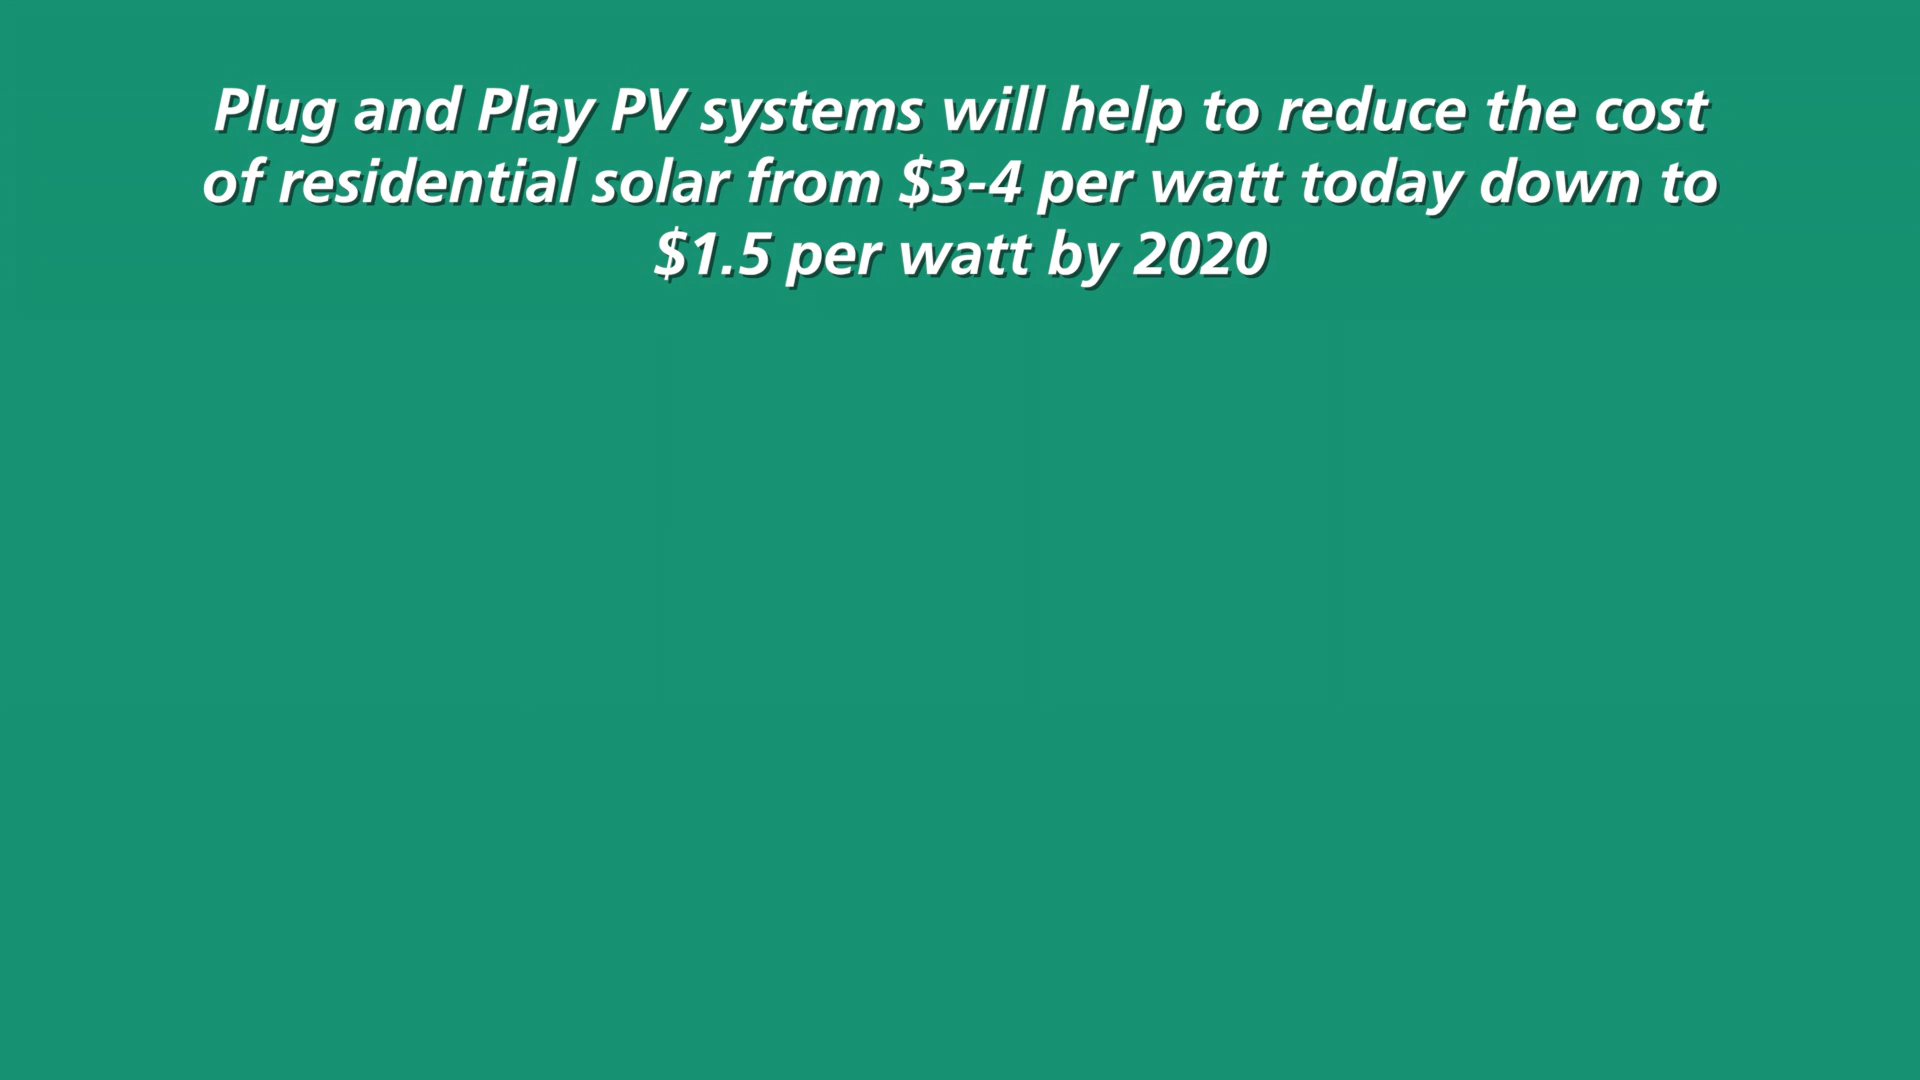 Plug and Play PV systems will help to reduce the cost
of residential solar from $3-4 per watt today down to
$1.5 per watt by 2020